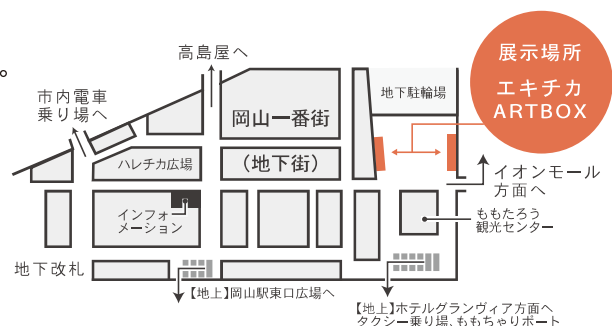 。
高島屋へ
展示場所
エキチカ
ARTBOX
市内電車
乗り場へ
地下駐輪場
岡山一番街
（地下街）
ハレチカ広場
イオンモール
方面へ
インフォ
メーション
ももたろう
観光センター
地下改札
【地上】岡山駅東口広場へ
【地上】ホテルグランヴィア方面へ
タクシー乗り場、ももちゃりポート